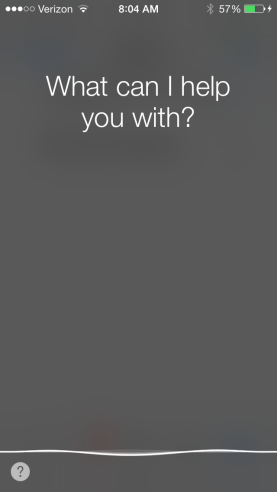 Verizon 8:04 AM 57%
What can I help
you with?
?